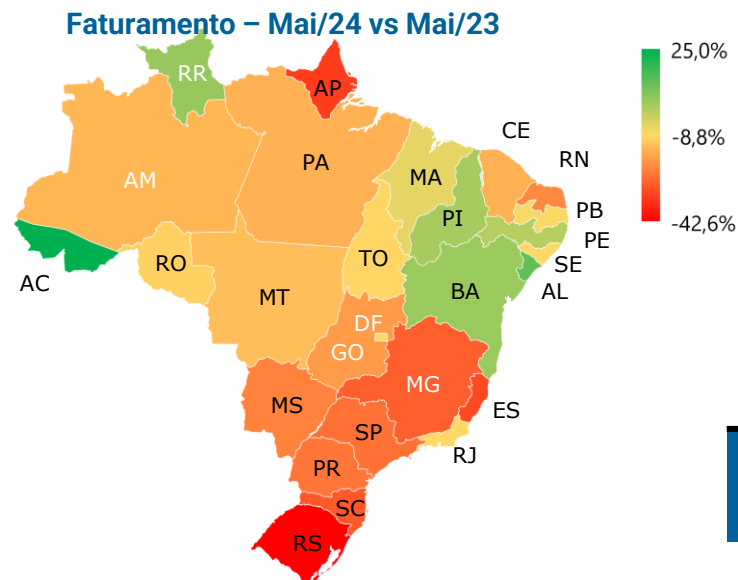 Faturamento – Mai/24 vs Mai/23
25,0%
-8,8%
-42,6%
RR
AP
CE
RN
AM
PA
MA
PB
PI
PE
RO
TO
SE
AC
AL
MT
BA
DF
GO
MG
MS
ES
SP
RJ
PR
SC
RS